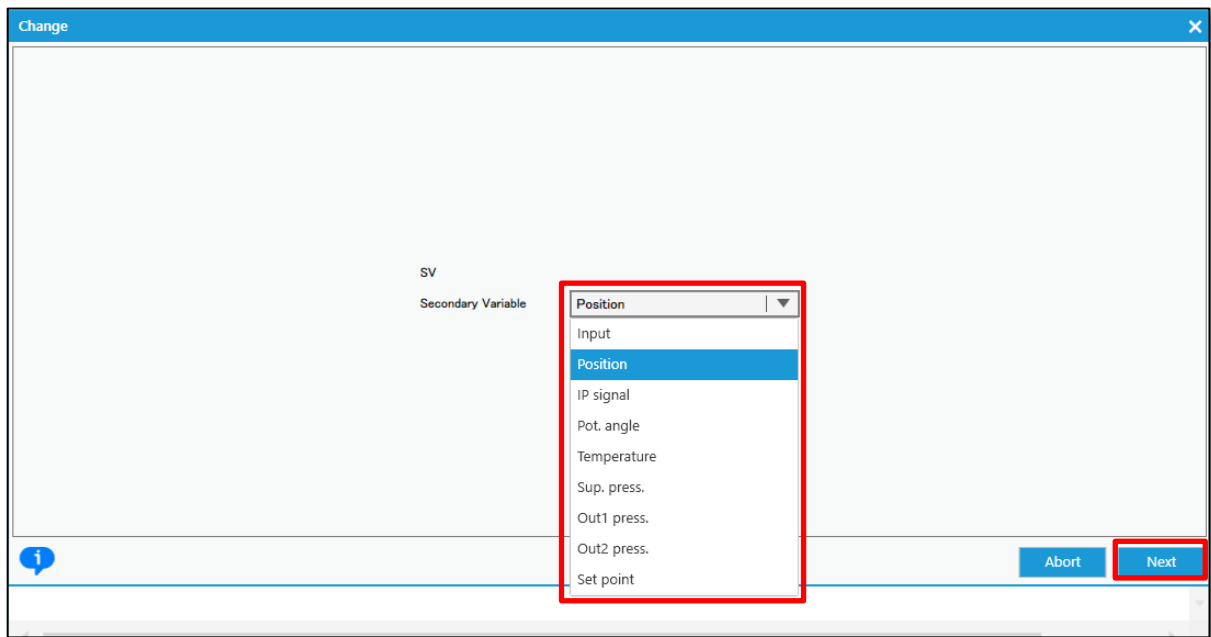 Change
SV
Secondary Variable
Position
Input
Position
IP signal
Pot. angle
Temperature
Sup. press.
Out1 press.
Out2 press.
Set point
Abort
Next